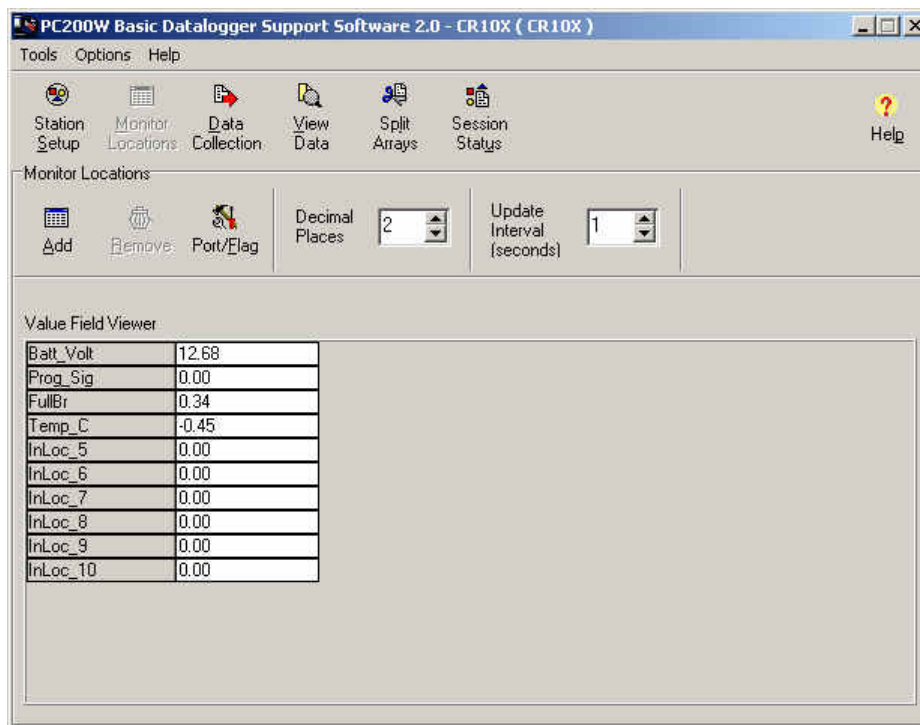 PC200W Basic Datalogger Support Software 2.0 - CR10X ( CR10X )
Tools Options Help
Station Setup
Monitor Locations
Data Collection
View Data
Split Arrays
Session Status
Help
Monitor Locations
Add
Remove
Port/Flag
Decimal Places
2
Update Interval (seconds)
1
Value Field Viewer
Batt_Volt 12.68
Prog_Sig 0.00
FullBr 0.34
Temp_C -0.45
InLoc_5 0.00
InLoc_6 0.00
InLoc_7 0.00
InLoc_8 0.00
InLoc_9 0.00
InLoc_10 0.00